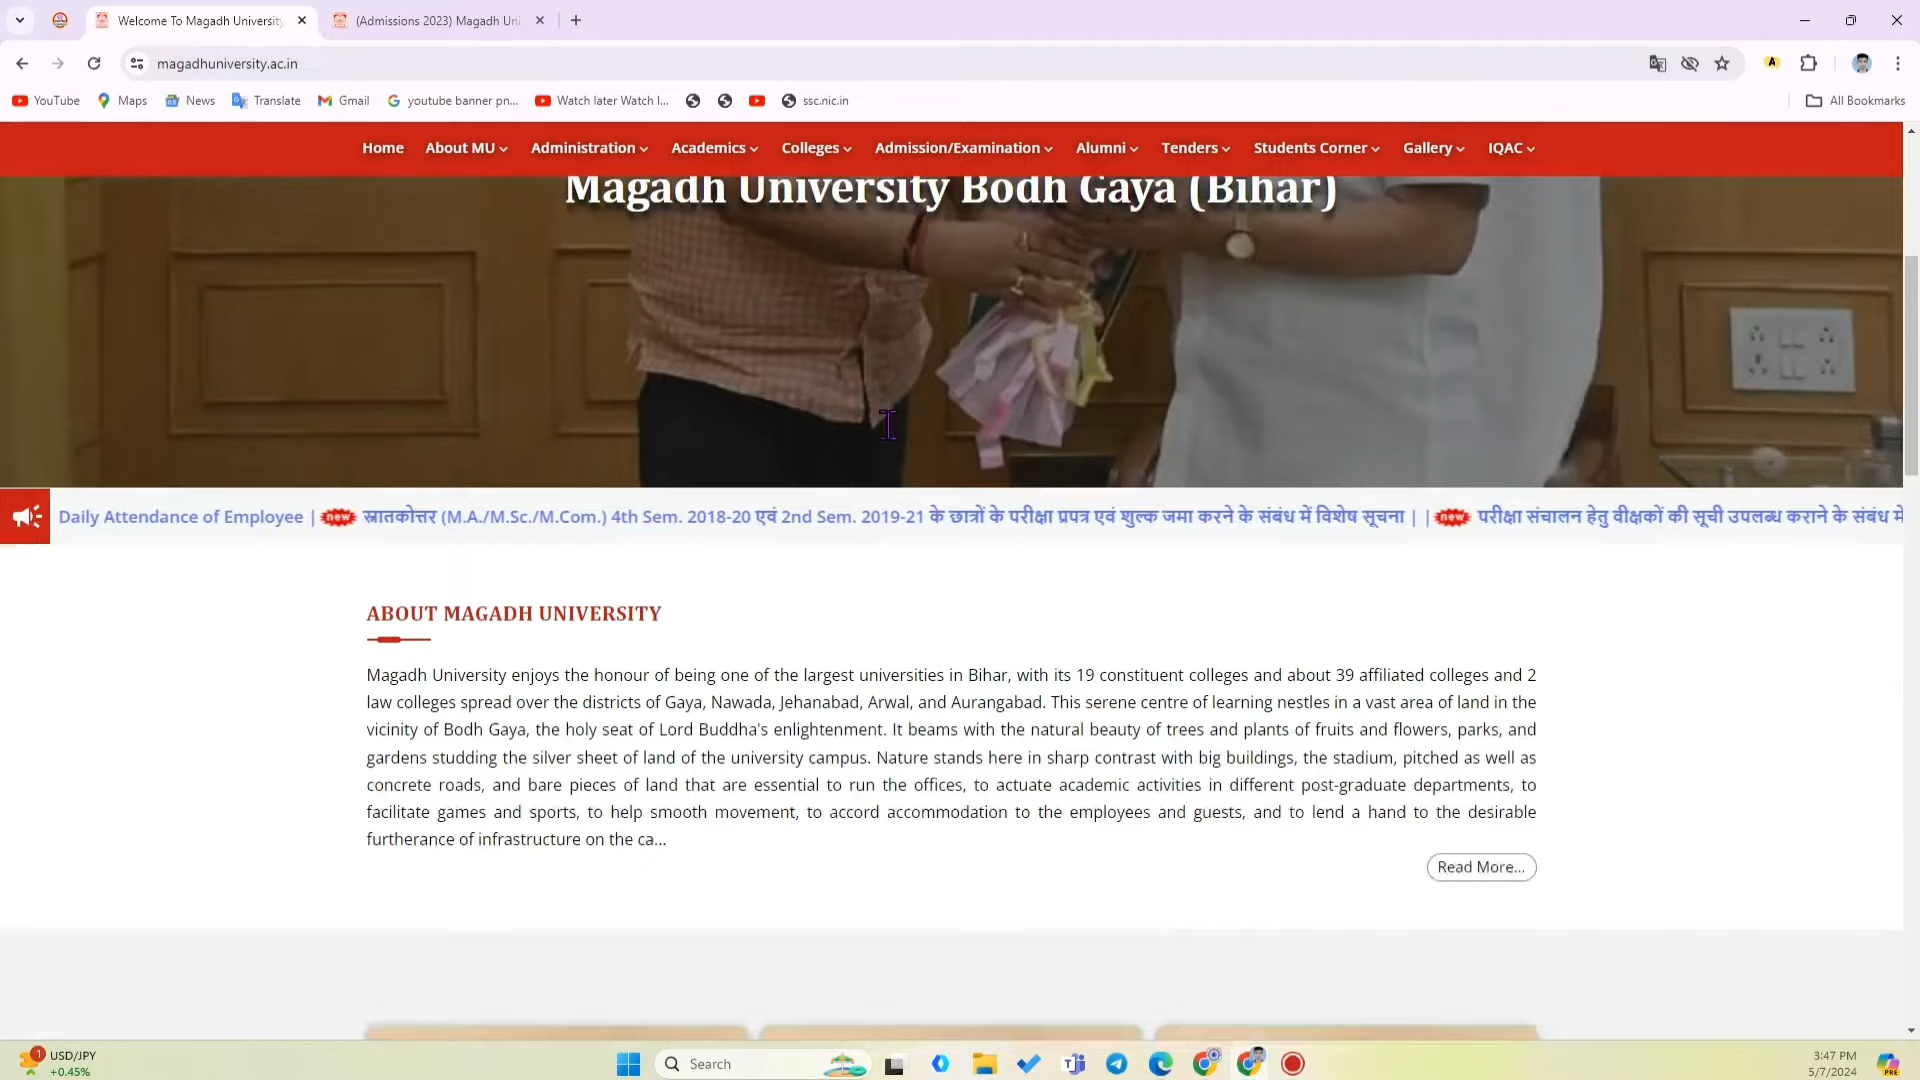 Welcome To Magadh University
(Admissions 2023) Magadh Uni
magadhuniversity.ac.in
A
YouTube
Maps
News
Translate
Gmail
youtube banner pn...
Watch later Watch l...
ssc.nic.in
All Bookmarks
Home
About MU
Administration
Academics
Colleges
Admission/Examination
Alumni
Tenders
Students Corner
Gallery
IQAC
Magadh University Bodh Gaya (Bihar)
Daily Attendance of Employee | new स्नातकोत्तर (M.A./M.Sc./M.Com.) 4th Sem. 2018-20 एवं 2nd Sem. 2019-21 के छात्रों के परीक्षा प्रपत्र एवं शुल्क जमा करने के संबंध में विशेष सूचना | | new परीक्षा संचालन हेतु वीक्षकों की सूची उपलब्ध कराने के संबंध में
ABOUT MAGADH UNIVERSITY
Magadh University enjoys the honour of being one of the largest universities in Bihar, with its 19 constituent colleges and about 39 affiliated colleges and 2
law colleges spread over the districts of Gaya, Nawada, Jehanabad, Arwal, and Aurangabad. This serene centre of learning nestles in a vast area of land in the
vicinity of Bodh Gaya, the holy seat of Lord Buddha's enlightenment. It beams with the natural beauty of trees and plants of fruits and flowers, parks, and
gardens studding the silver sheet of land of the university campus. Nature stands here in sharp contrast with big buildings, the stadium, pitched as well as
concrete roads, and bare pieces of land that are essential to run the offices, to actuate academic activities in different post-graduate departments, to
facilitate games and sports, to help smooth movement, to accord accommodation to the employees and guests, and to lend a hand to the desirable
furtherance of infrastructure on the ca...
Read More...
1
USD/JPY
+0.45%
Search
3:47 PM
5/7/2024
PRE